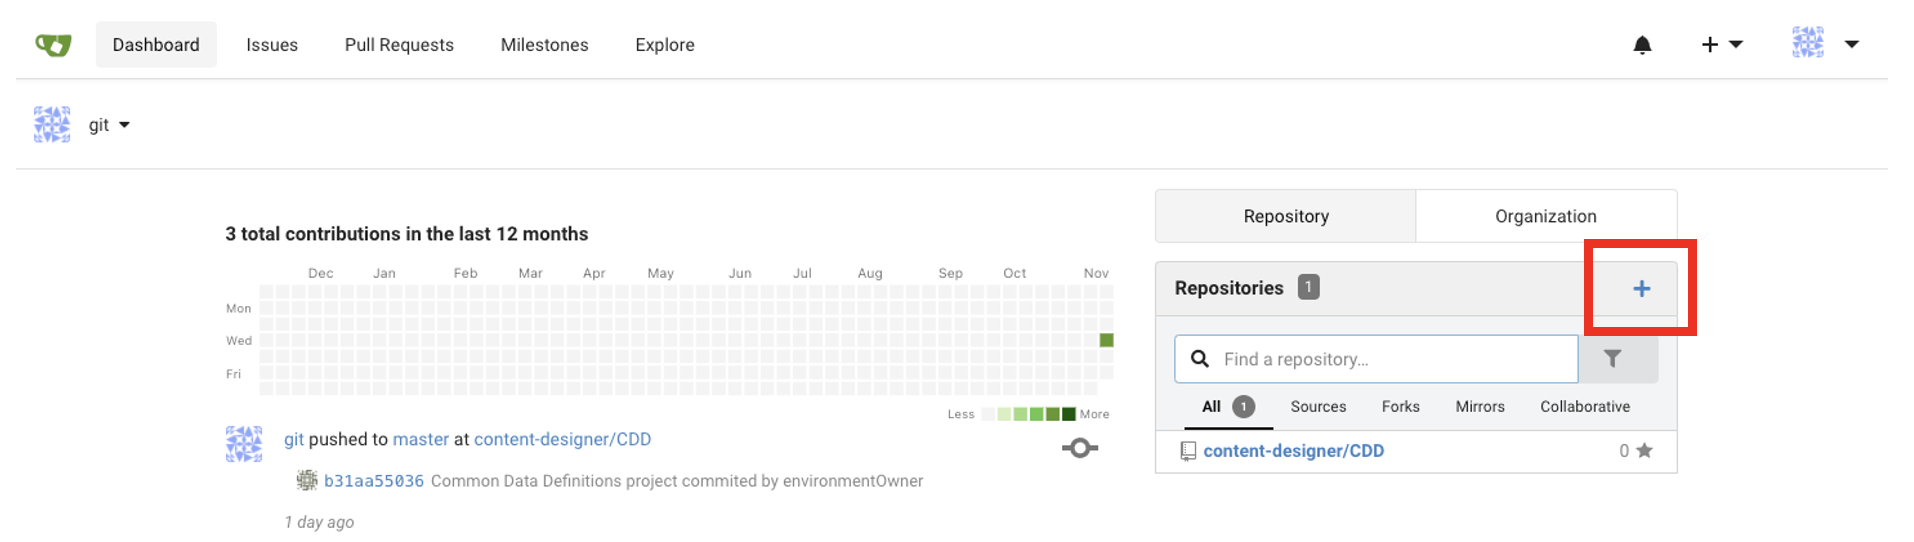 Dashboard Issues Pull Requests Milestones Explore
git
Repository Organization
3 total contributions in the last 12 months
Dec Jan Feb Mar Apr May Jun Jul Aug Sep Oct Nov
Mon
Wed
Fri
Less More
git pushed to master at content-designer/CDD
b31aa55036 Common Data Definitions project commited by environmentOwner
1 day ago
Repositories 1
Find a repository...
All 1 Sources Forks Mirrors Collaborative
content-designer/CDD 0